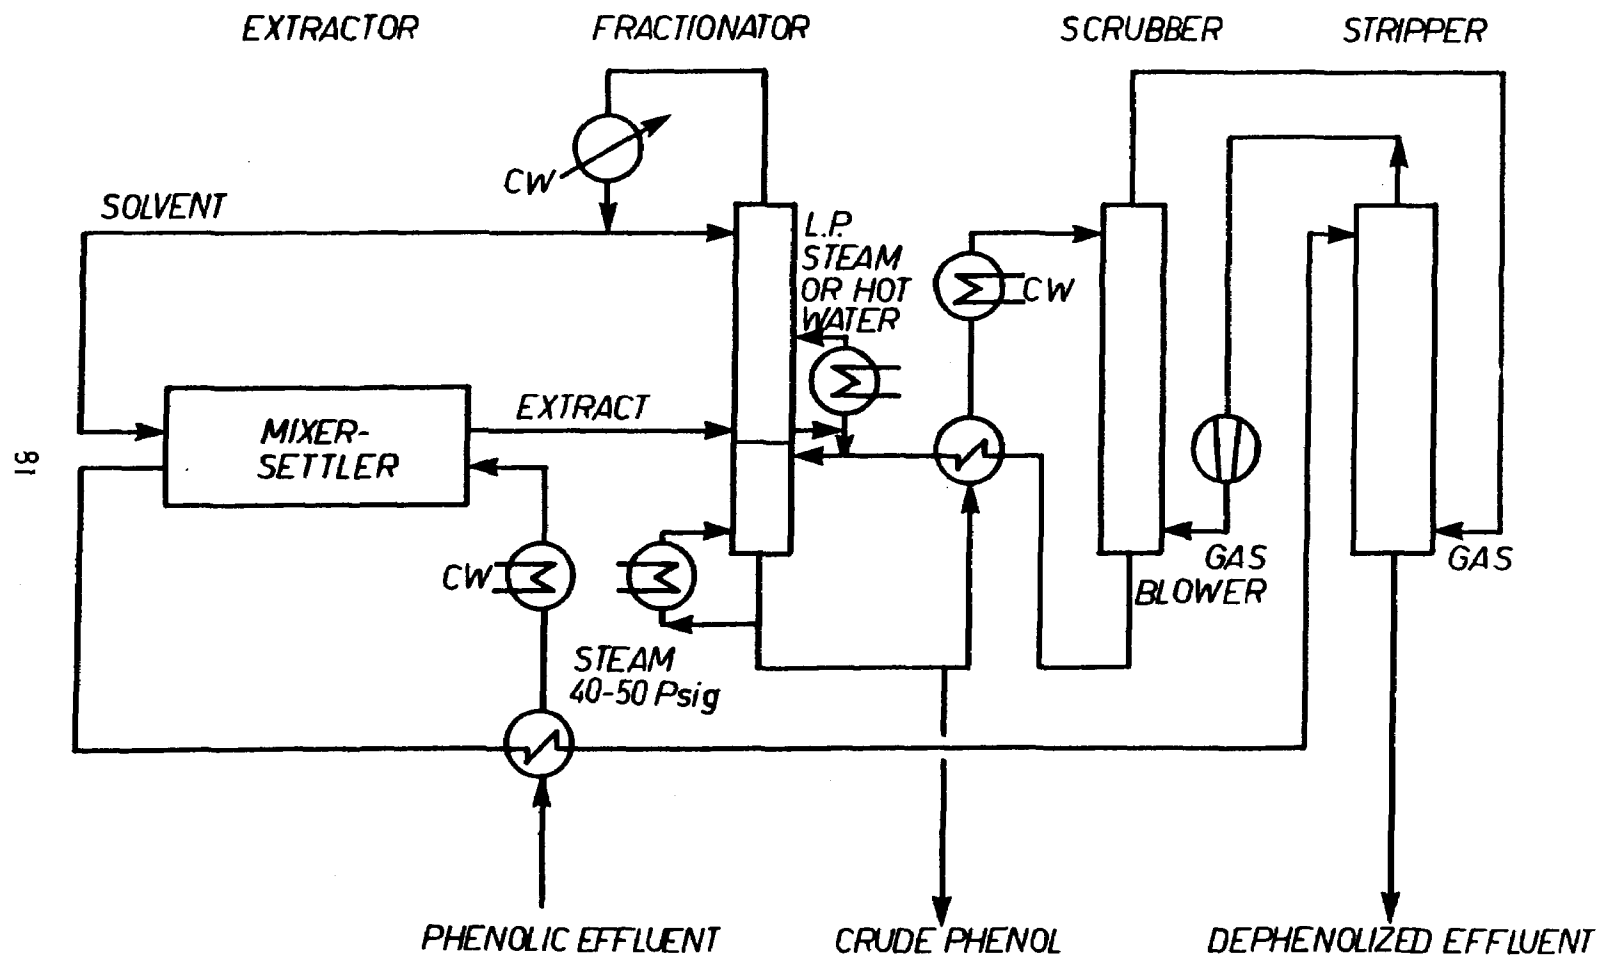 EXTRACTOR
FRACTIONATOR
SCRUBBER
STRIPPER
CW
SOLVENT
L.P.
STEAM
OR HOT
WATER
CW
MIXER-
SETTLER
EXTRACT
81
CW
GAS
BLOWER
GAS
STEAM
40-50 Psig
PHENOLIC EFFLUENT
CRUDE PHENOL
DEPHENOLIZED EFFLUENT